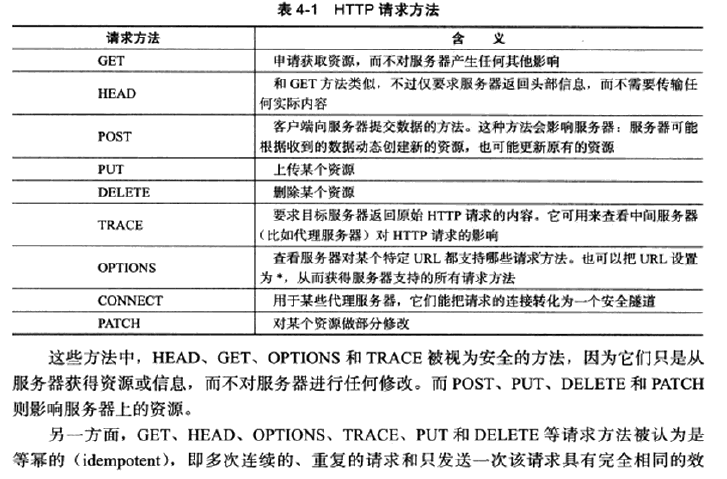 表 4-1 HTTP 请求方法
请求方法 含 义
GET 申请获取资源，而不对服务器产生任何其他影响
HEAD 和 GET 方法类似，不过仅要求服务器返回头部信息，而不需要传输任
何实际内容
POST 客户端向服务器提交数据的方法。这种方法会影响服务器：服务器可能
根据收到的数据动态创建新的资源，也可能更新原有的资源
PUT 上传某个资源
DELETE 删除某个资源
TRACE 要求目标服务器返回原始 HTTP 请求的内容。它可用来查看中间服务器
（比如代理服务器）对 HTTP 请求的影响
OPTIONS 查看服务器对某个特定 URL 都支持哪些请求方法。也可以把 URL 设置
为 *，从而获得服务器支持的所有请求方法
CONNECT 用于某些代理服务器，它们能把请求的连接转化为一个安全隧道
PATCH 对某个资源做部分修改
这些方法中，HEAD、GET、OPTIONS 和 TRACE 被视为安全的方法，因为它们只是从
服务器获得资源或信息，而不对服务器进行任何修改。而 POST、PUT、DELETE 和 PATCH
则影响服务器上的资源。
另一方面，GET、HEAD、OPTIONS、TRACE、PUT 和 DELETE 等请求方法被认为是
等幂的（idempotent），即多次连续的、重复的请求和只发送一次该请求具有完全相同的效